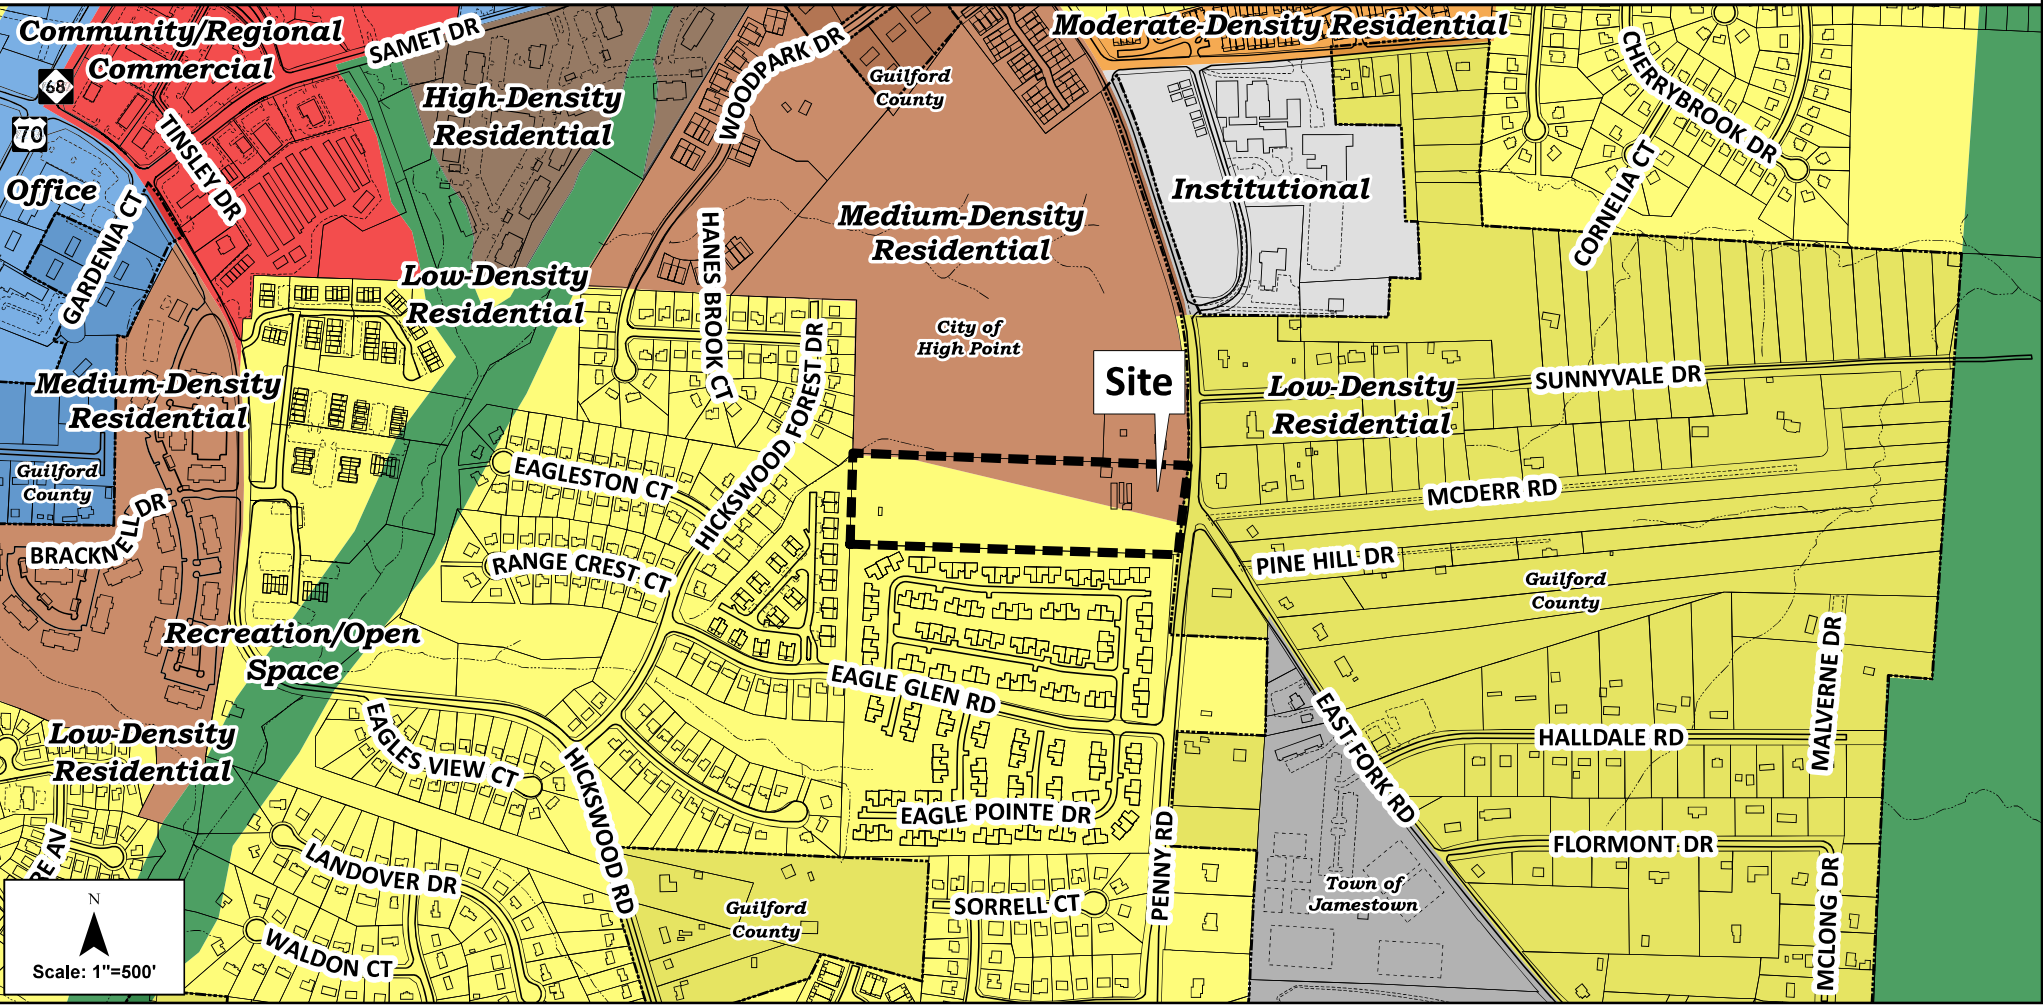 Community/Regional
Commercial
SAMET DR
68
70
TINSLEY DR
High-Density
Residential
WOODPARK DR
Guilford
County
Moderate-Density Residential
CHERRYBROOK DR
CORNELIA CT
Office
GARDENIA CT
Institutional
Medium-Density
Residential
HANES BROOK CT
Low-Density
Residential
HICKSWOOD FOREST DR
City of
High Point
Site
Low-Density
Residential
SUNNYVALE DR
Medium-Density
Residential
Guilford
County
BRACKNELL DR
EAGLESTON CT
RANGE CREST CT
MCDERR RD
PINE HILL DR
Guilford
County
Recreation/Open
Space
EAGLE GLEN RD
MALVERNE DR
EAST FORK RD
HALLDALE RD
Low-Density
Residential
EAGLES VIEW CT
HICKSWOOD RD
EAGLE POINTE DR
PENNY RD
FLORMONT DR
RE AV
LANDOVER DR
Town of
Jamestown
MCLONG DR
Guilford
County
SORRELL CT
WALDON CT
N
Scale: 1"=500'